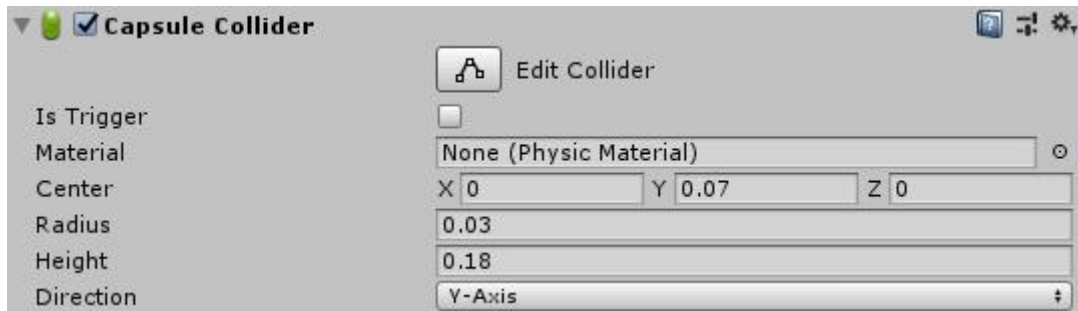 Capsule Collider
Edit Collider
Is Trigger
Material None (Physic Material)
Center X 0 Y 0.07 Z 0
Radius 0.03
Height 0.18
Direction Y-Axis